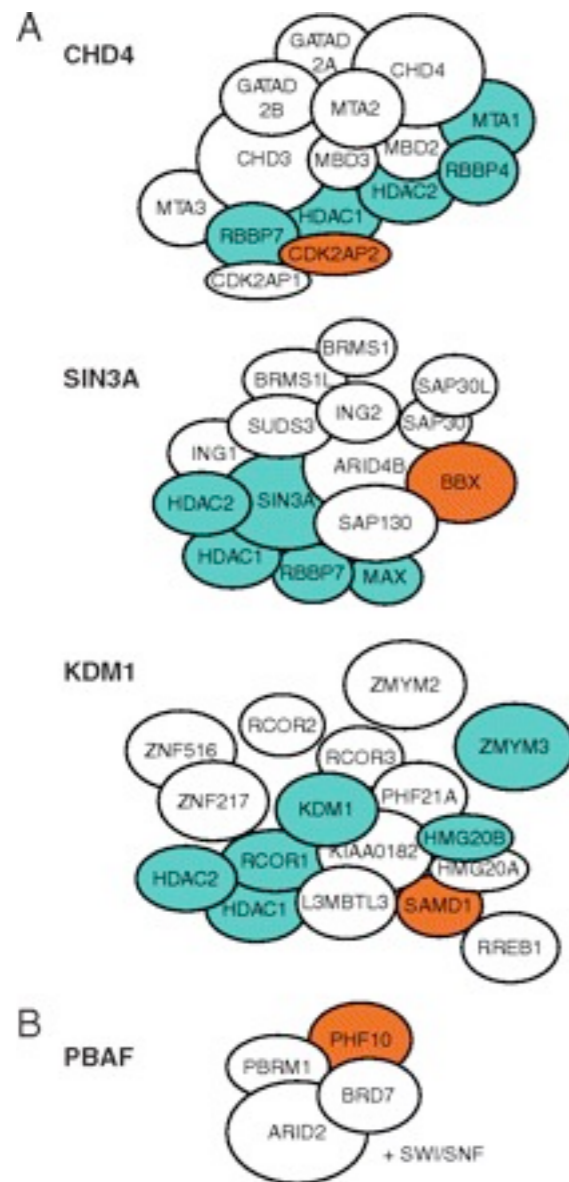 A
CHD4
GATAD
2A
CHD4
GATAD
2B
MTA2
MTA1
MBD2
CHD3
MBD3
RBBP4
HDAC2
MTA3
HDAC1
RBBP7
CDK2AP2
CDK2AP1
SIN3A
BRMS1
BRMS1L
SAP30L
ING2
SUDS3
SAP30
ING1
ARID4B
BBX
HDAC2
SIN3A
SAP130
HDAC1
RBBP7
MAX
KDM1
ZMYM2
RCOR2
ZMYM3
ZNF516
RCOR3
ZNF217
PHF21A
KDM1
HMG20B
RCOR1
KIAA0182
HMG20A
HDAC2
L3MBTL3
SAMD1
HDAC1
RREB1
B
PBAF
PHF10
PBRM1
BRD7
ARID2
+ SWI/SNF